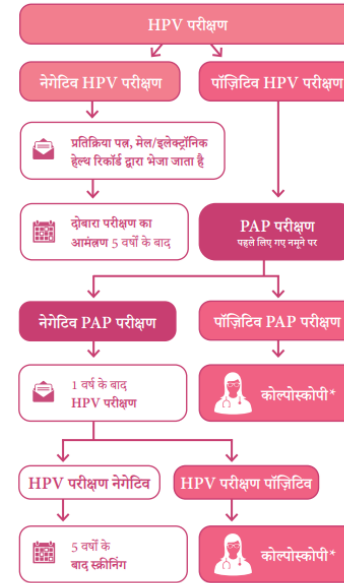 HPV परीक्षण
नेगेटिव HPV परीक्षण
पॉज़िटिव HPV परीक्षण
प्रतिक्रिया पत्र, मेल/इलेक्ट्रॉनिक
हेल्थ रिकॉर्ड द्वारा भेजा जाता है
दोबारा परीक्षण का
आमंत्रण 5 वर्षों के बाद
PAP परीक्षण
पहले लिए गए नमूने पर
नेगेटिव PAP परीक्षण
पॉज़िटिव PAP परीक्षण
1 वर्ष के बाद
HPV परीक्षण
कोल्पोस्कोपी*
HPV परीक्षण नेगेटिव
HPV परीक्षण पॉज़िटिव
5 वर्षों के
बाद स्क्रीनिंग
कोल्पोस्कोपी*